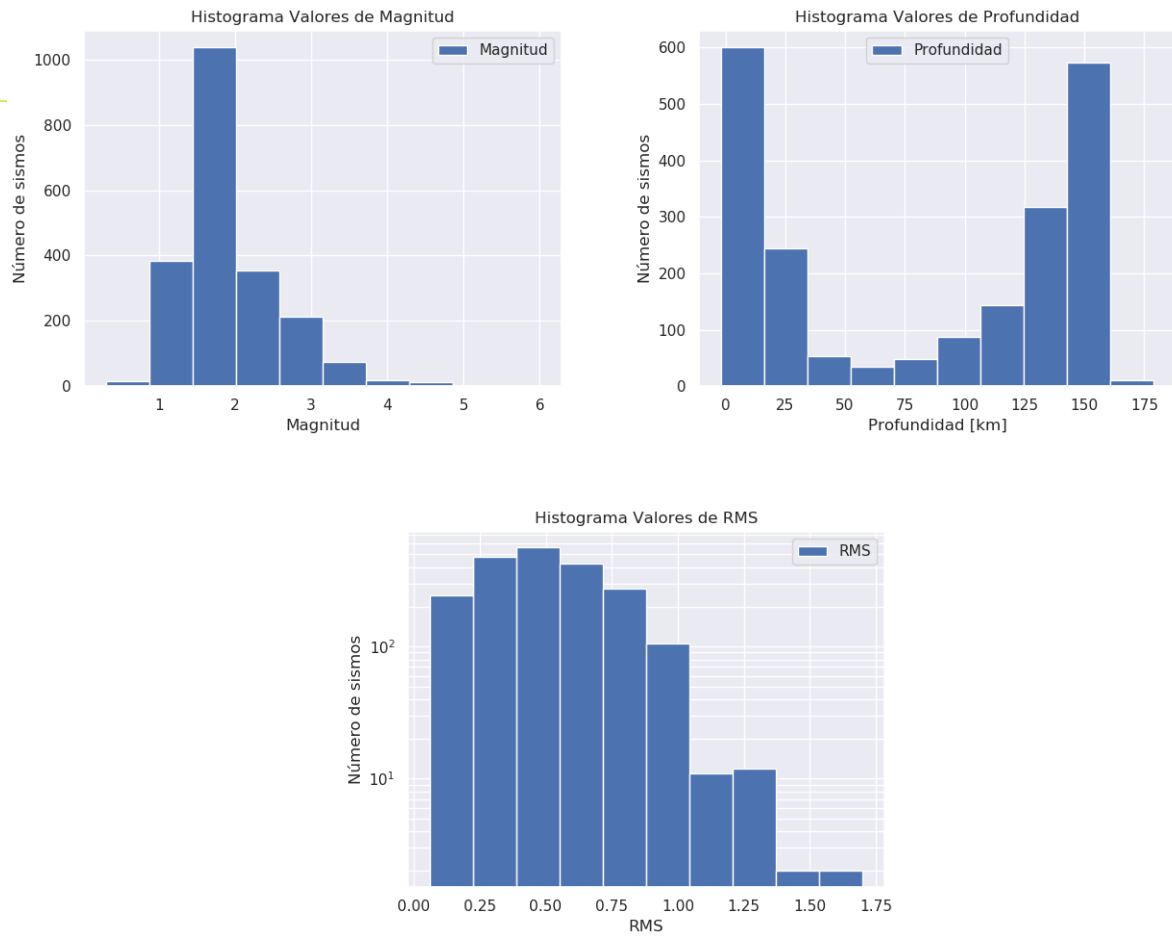 Histograma Valores de Magnitud
Magnitud
1000
800
600
400
200
0
Número de sismos
1 2 3 4 5 6
Magnitud
Histograma Valores de Profundidad
Profundidad
600
500
400
300
200
100
0
Número de sismos
0 25 50 75 100 125 150 175
Profundidad [km]
Histograma Valores de RMS
RMS
10²
10¹
Número de sismos
0.00 0.25 0.50 0.75 1.00 1.25 1.50 1.75
RMS